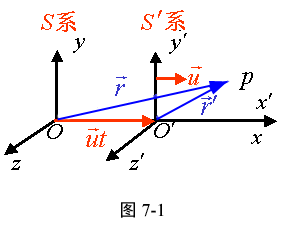 S系 S′系
y y′
r⃗ u⃗ p
r⃗′ x′
O u⃗t O′ x
z z′
图 7-1